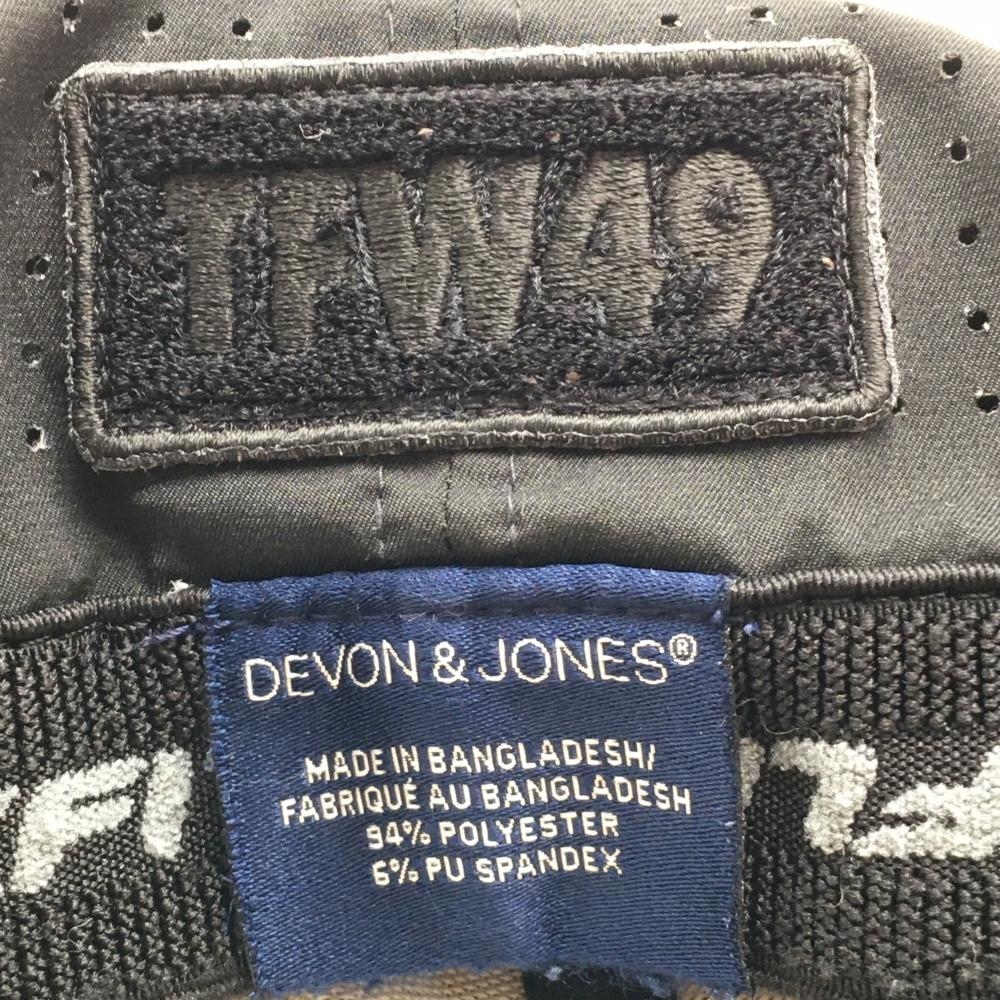 TFW49
DEVON & JONES®
MADE IN BANGLADESH/
FABRIQUÉ AU BANGLADESH
94% POLYESTER
6% PU SPANDEX